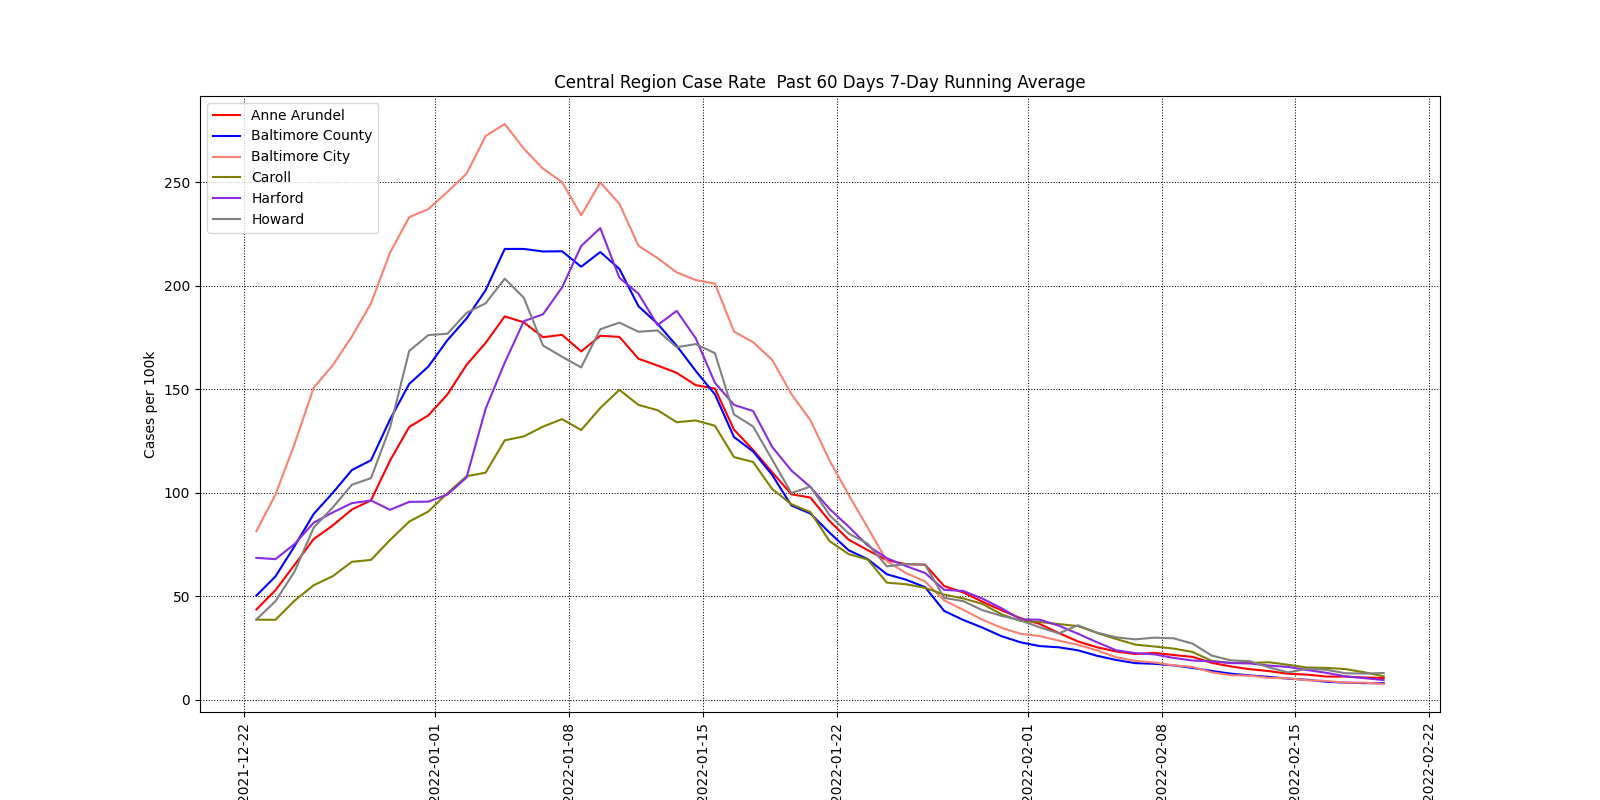 Central Region Case Rate  Past 60 Days 7-Day Running Average
Anne Arundel
Baltimore County
Baltimore City
Caroll
Harford
Howard
Cases per 100k
250
200
150
100
50
0
2021-12-22
2022-01-01
2022-01-08
2022-01-15
2022-01-22
2022-02-01
2022-02-08
2022-02-15
2022-02-22